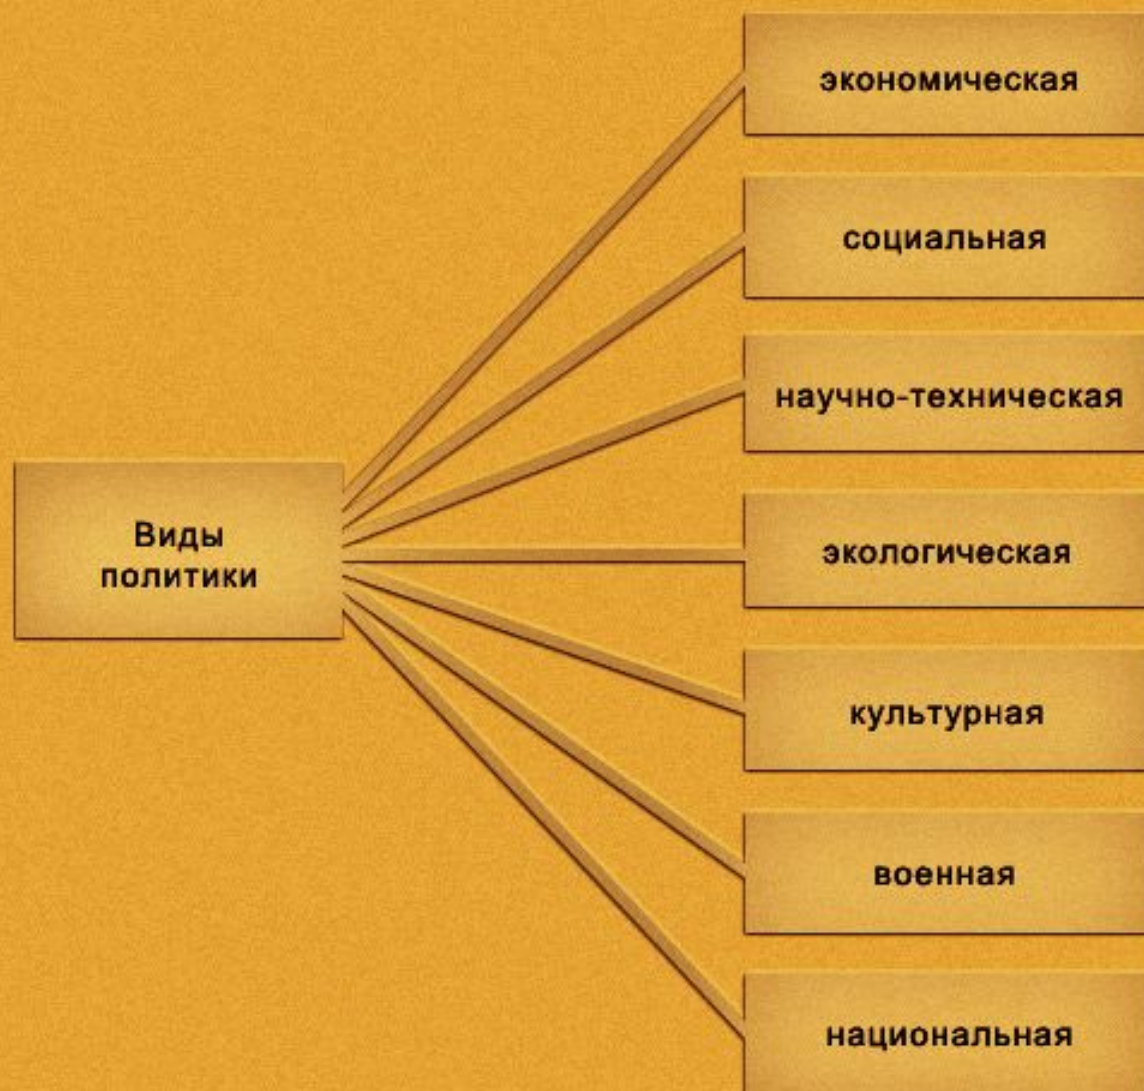 экономическая
социальная
научно-техническая
Виды
политики
экологическая
культурная
военная
национальная